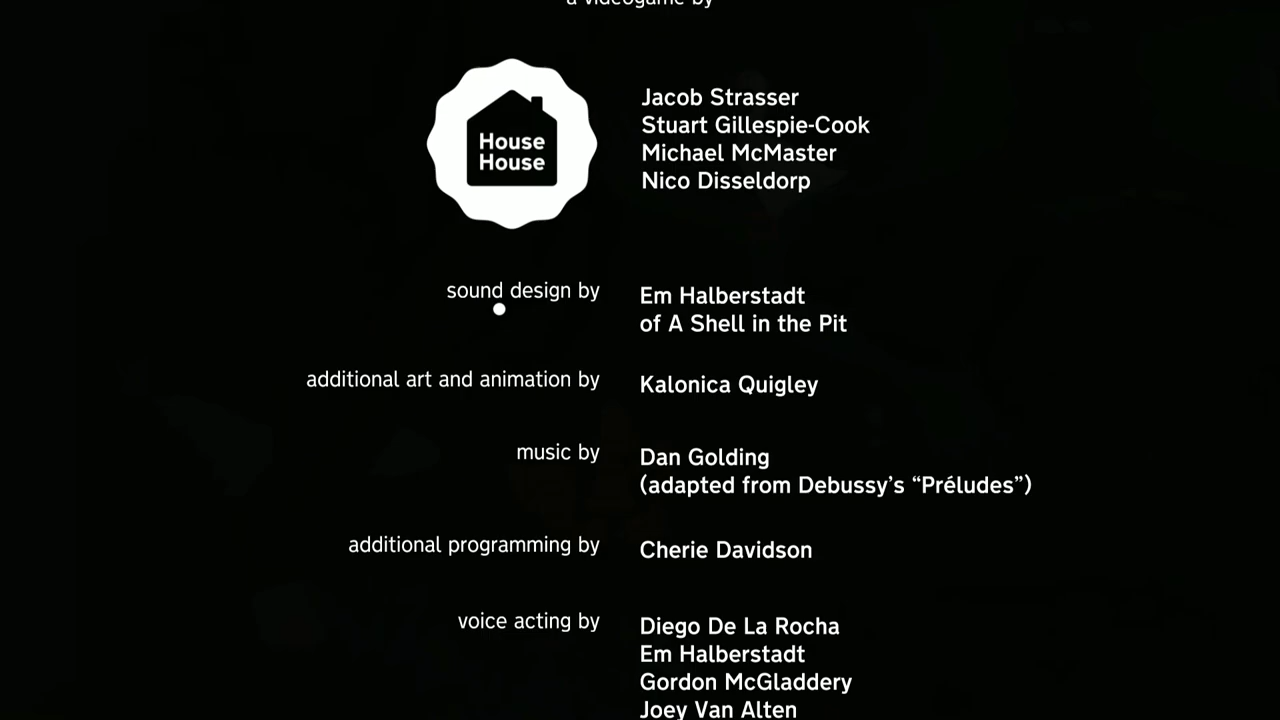 a videogame by
House
House
Jacob Strasser
Stuart Gillespie-Cook
Michael McMaster
Nico Disseldorp
sound design by
Em Halberstadt
of A Shell in the Pit
additional art and animation by
Kalonica Quigley
music by
Dan Golding
(adapted from Debussy’s “Préludes”)
additional programming by
Cherie Davidson
voice acting by
Diego De La Rocha
Em Halberstadt
Gordon McGladdery
Joey Van Alten